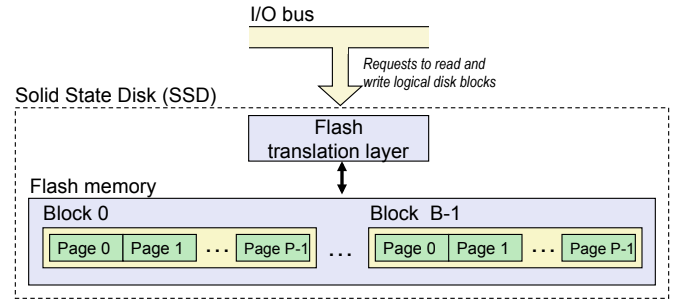 I/O bus
Requests to read and
write logical disk blocks
Solid State Disk (SSD)
Flash
translation layer
Flash memory
Block 0
Block B-1
Page 0 Page 1 ... Page P-1 ... Page 0 Page 1 ... Page P-1